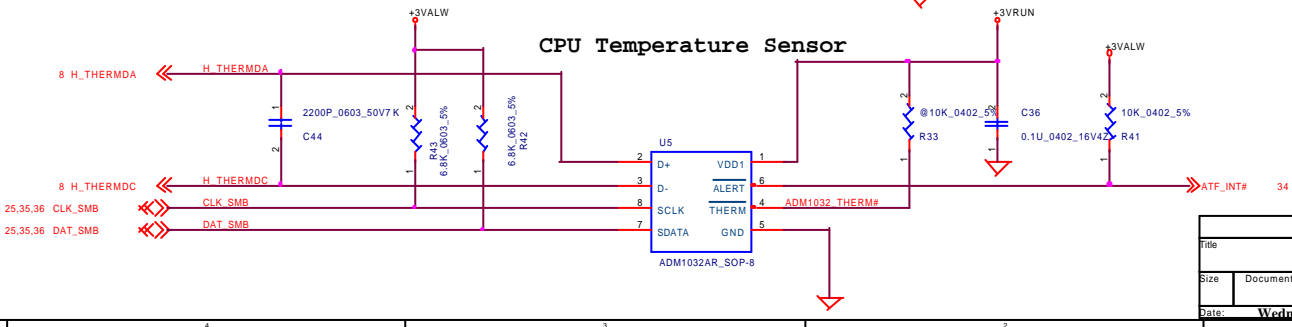 +3VALW
+3VRUN
CPU Temperature Sensor
+3VALW
8 H_THERMDA
H_THERMDA
1
2200P_0603_50V7K
C44
2
2
R43
6.8K_0603_5%
1
2
6.8K_0603_5%
R42
1
2
@10K_0402_5%
R33
1
2
C36
0.1U_0402_16V4Z
1
2
10K_0402_5%
R41
1
U5
2 D+ VDD1 1
8 H_THERMDC
H_THERMDC
3 D- ALERT 6
ATF_INT# 34
25,35,36 CLK_SMB
CLK_SMB
8 SCLK THERM 4
ADM1032_THERM#
25,35,36 DAT_SMB
DAT_SMB
7 SDATA GND 5
ADM1032AR_SOP-8
Title
Size Document
Date:
4 3 2